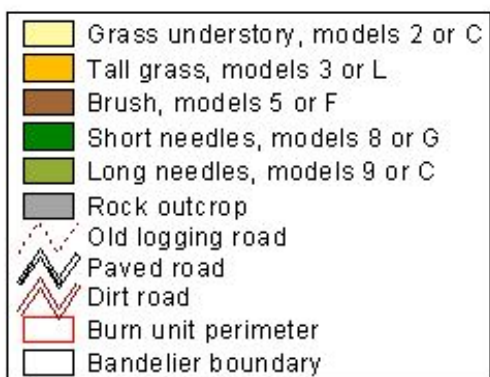 Grass understory, models 2 or C
Tall grass, models 3 or L
Brush, models 5 or F
Short needles, models 8 or G
Long needles, models 9 or C
Rock outcrop
Old logging road
Paved road
Dirt road
Burn unit perimeter
Bandelier boundary